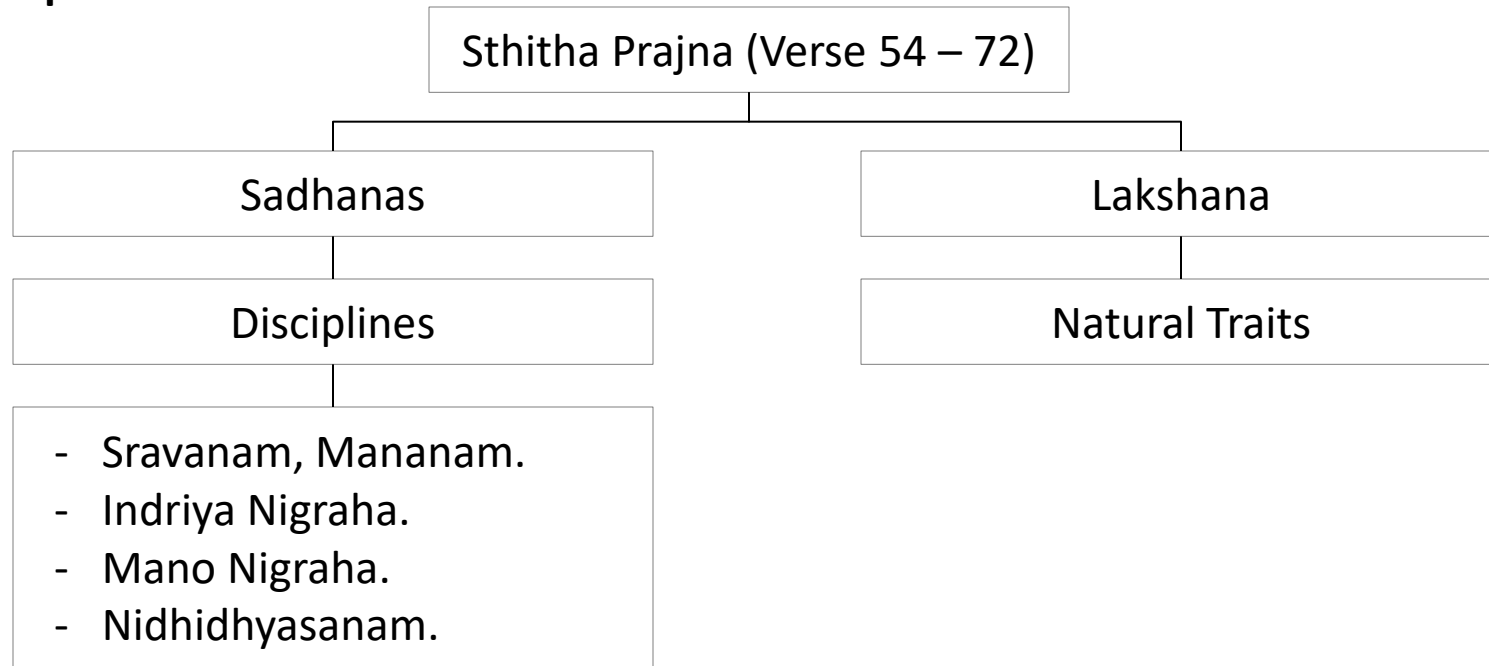 Sthitha Prajna (Verse 54 – 72)
Sadhanas
Lakshana
Disciplines
Natural Traits
- Sravanam, Mananam.
- Indriya Nigraha.
- Mano Nigraha.
- Nidhidhyasanam.